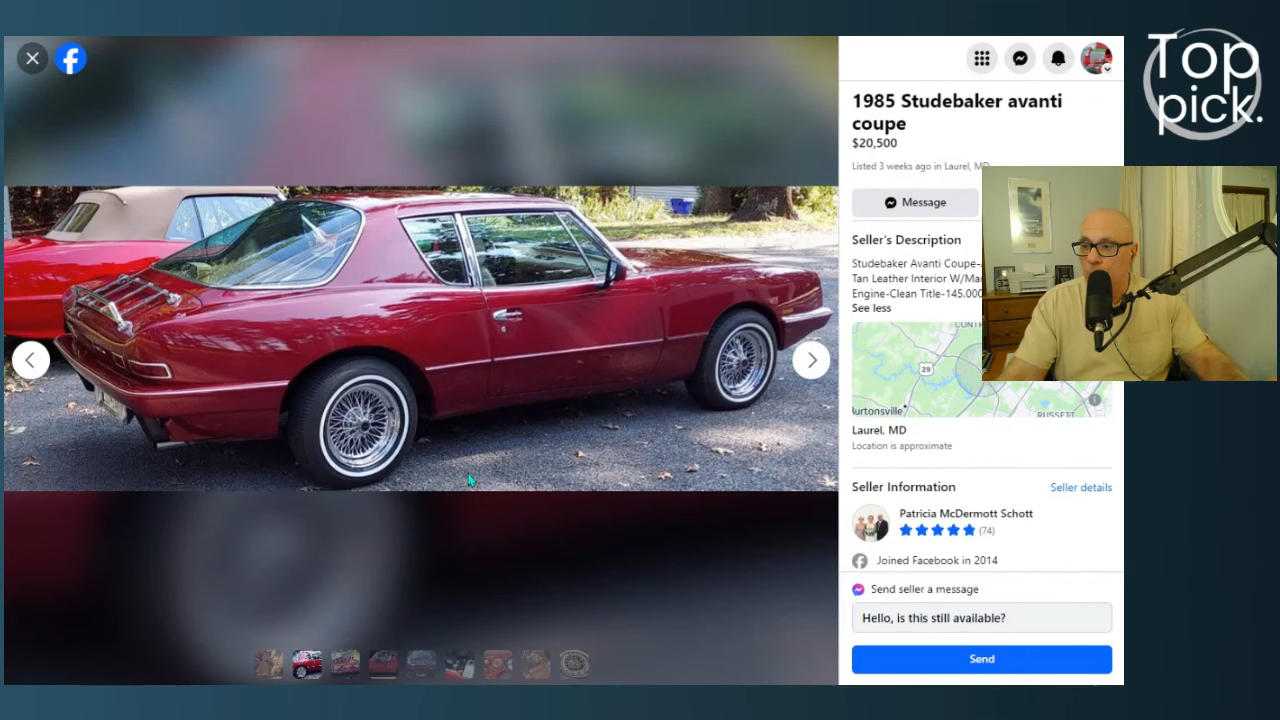 Top
pick.
1985 Studebaker avanti
coupe
$20,500
Listed 3 weeks ago in Laurel, MD
Message
Seller's Description
Studebaker Avanti Coupe-
Tan Leather Interior W/Ma
Engine-Clean Title-145,000
See less
29
Burtonsville
RUSSETT
Laurel, MD
Location is approximate
Seller Information
Seller details
Patricia McDermott Schott
(74)
Joined Facebook in 2014
Send seller a message
Hello, is this still available?
Send